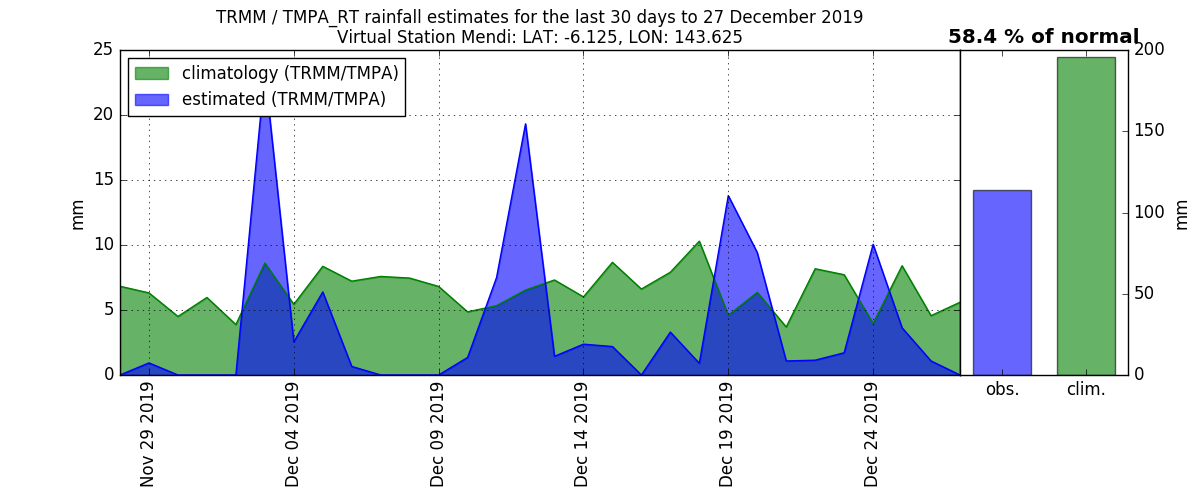 TRMM / TMPA_RT rainfall estimates for the last 30 days to 27 December 2019
Virtual Station Mendi: LAT: -6.125, LON: 143.625
58.4 % of normal
climatology (TRMM/TMPA)
estimated (TRMM/TMPA)
25
20
15
10
5
0
mm
200
150
100
50
0
mm
Nov 29 2019
Dec 04 2019
Dec 09 2019
Dec 14 2019
Dec 19 2019
Dec 24 2019
obs.
clim.